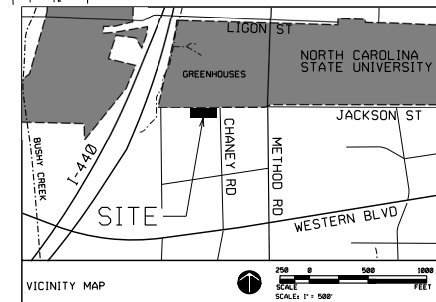 LIGON ST
NORTH CAROLINA
STATE UNIVERSITY
GREENHOUSES
JACKSON ST
BUSHY CREEK
I-440
CHANEY RD
METHOD RD
SITE
WESTERN BLVD
VICINITY MAP
250 0 500 1000
SCALE FEET
SCALE: 1" = 500'